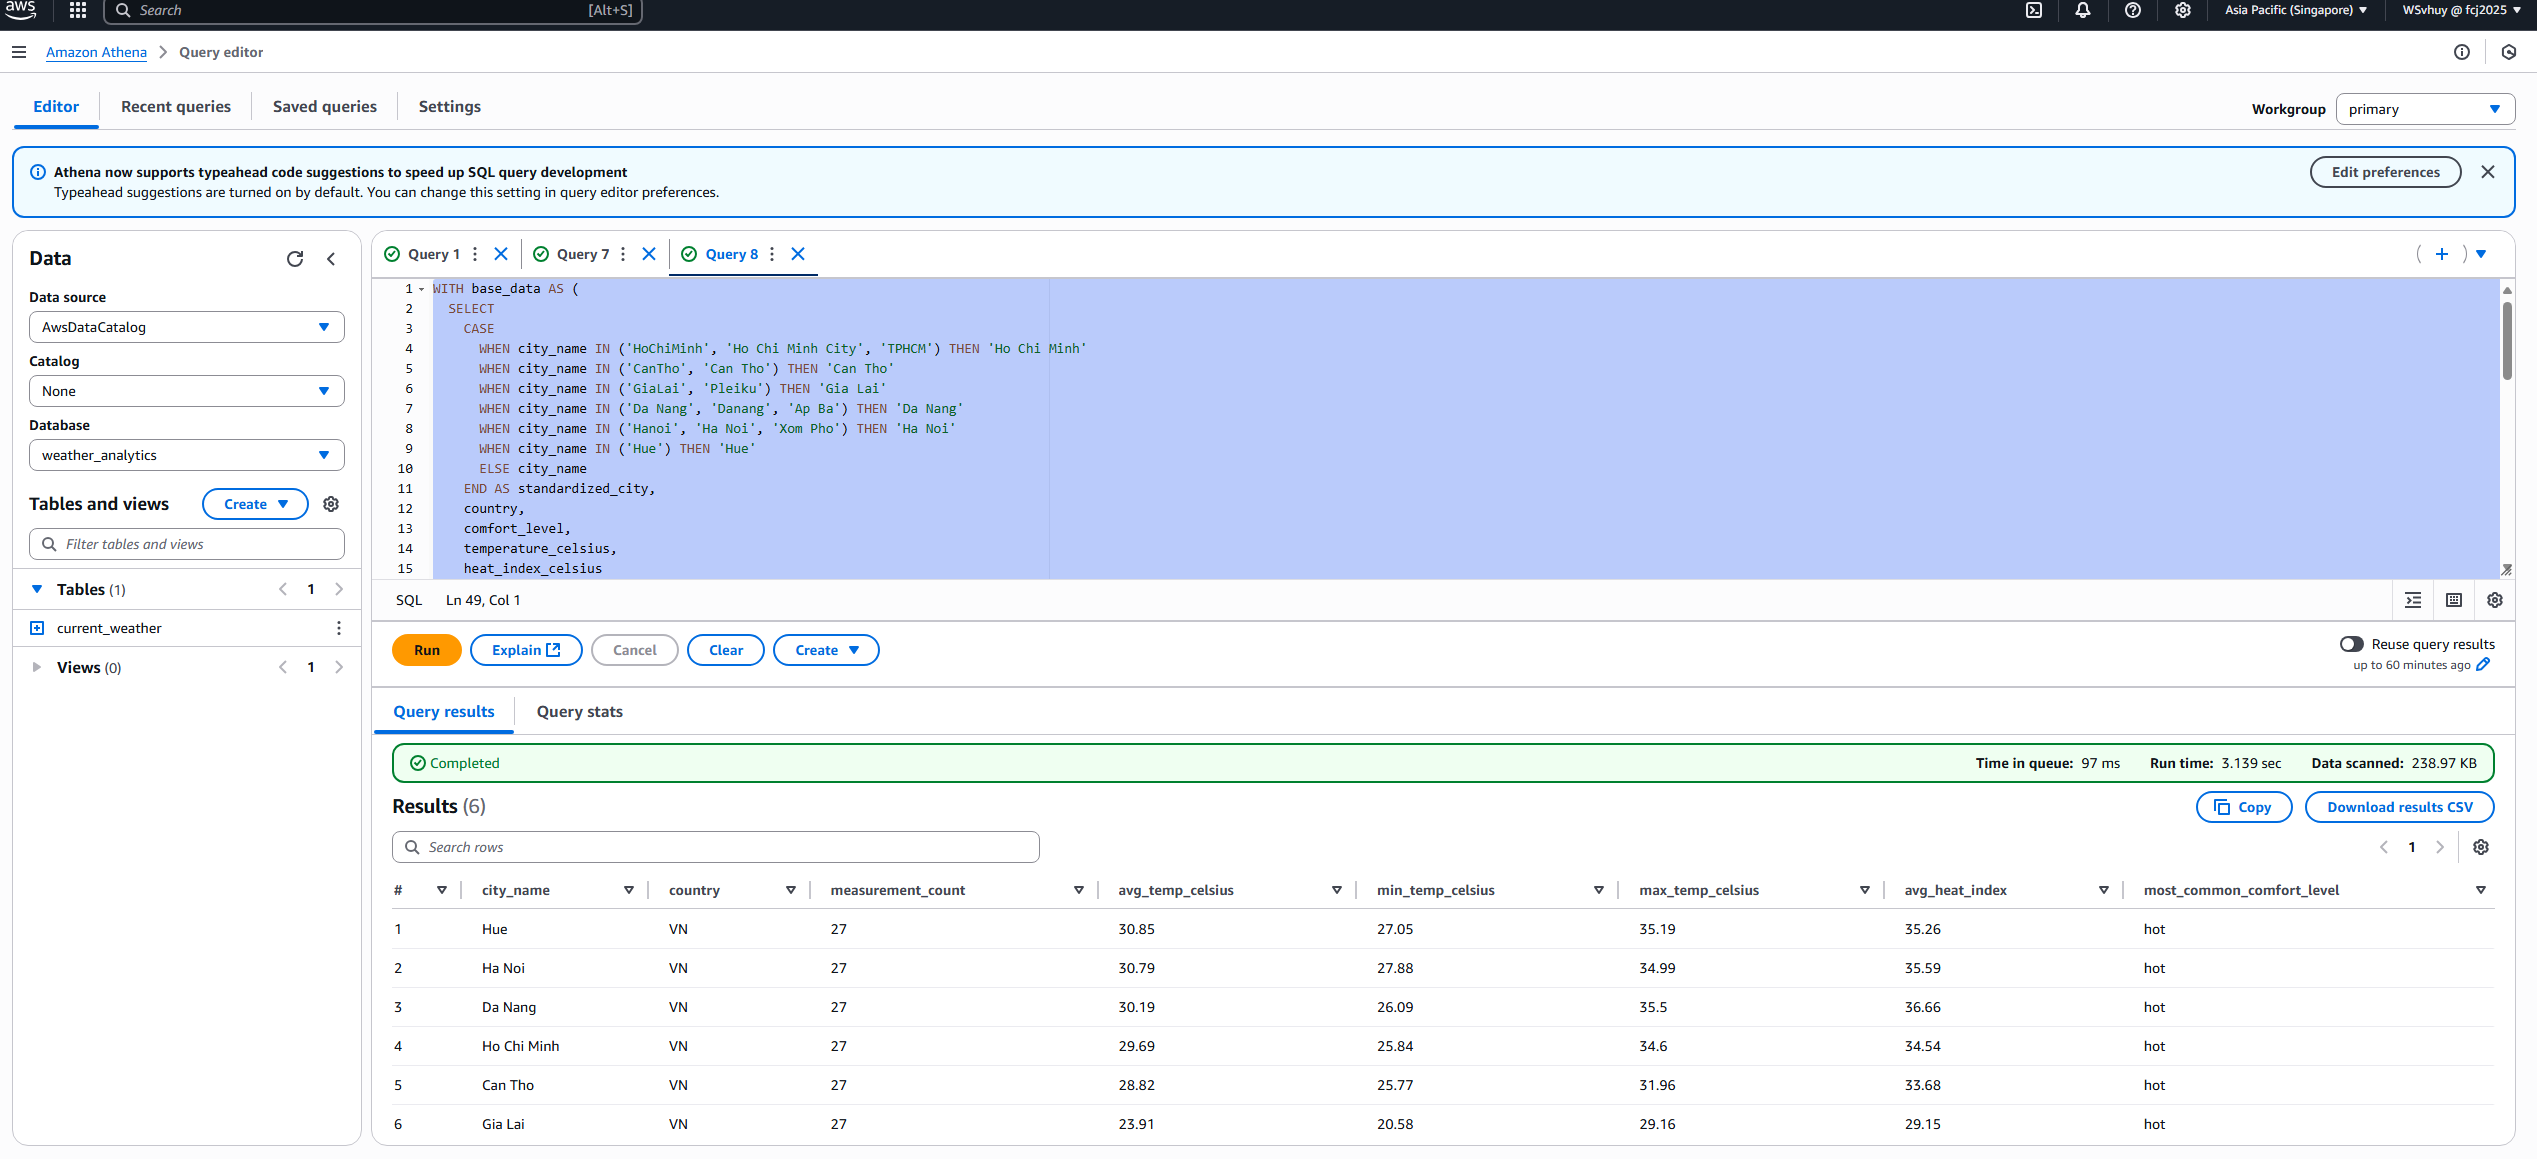 aws
Search [Alt+S] Asia Pacific (Singapore) WSvhuy @ fcj2025
Amazon Athena Query editor
Editor Recent queries Saved queries Settings Workgroup primary
Athena now supports typeahead code suggestions to speed up SQL query development
Typeahead suggestions are turned on by default. You can change this setting in query editor preferences.
Edit preferences
Data
Data source
AwsDataCatalog
Catalog
None
Database
weather_analytics
Tables and views Create
Filter tables and views
Tables (1) 1
current_weather
Views (0) 1
Query 1 Query 7 Query 8
1 WITH base_data AS (
2 SELECT
3 CASE
4 WHEN city_name IN ('HoChiMinh', 'Ho Chi Minh City', 'TPHCM') THEN 'Ho Chi Minh'
5 WHEN city_name IN ('CanTho', 'Can Tho') THEN 'Can Tho'
6 WHEN city_name IN ('GiaLai', 'Pleiku') THEN 'Gia Lai'
7 WHEN city_name IN ('Da Nang', 'Danang', 'Ap Ba') THEN 'Da Nang'
8 WHEN city_name IN ('Hanoi', 'Ha Noi', 'Xom Pho') THEN 'Ha Noi'
9 WHEN city_name IN ('Hue') THEN 'Hue'
10 ELSE city_name
11 END AS standardized_city,
12 country,
13 comfort_level,
14 temperature_celsius,
15 heat_index_celsius
SQL Ln 49, Col 1
Run Explain Cancel Clear Create
Reuse query results
up to 60 minutes ago
Query results Query stats
Completed Time in queue: 97 ms Run time: 3.139 sec Data scanned: 238.97 KB
Results (6) Copy Download results CSV
Search rows 1
# city_name country measurement_count avg_temp_celsius min_temp_celsius max_temp_celsius avg_heat_index most_common_comfort_level
1 Hue VN 27 30.85 27.05 35.19 35.26 hot
2 Ha Noi VN 27 30.79 27.88 34.99 35.59 hot
3 Da Nang VN 27 30.19 26.09 35.5 36.66 hot
4 Ho Chi Minh VN 27 29.69 25.84 34.6 34.54 hot
5 Can Tho VN 27 28.82 25.77 31.96 33.68 hot
6 Gia Lai VN 27 23.91 20.58 29.16 29.15 hot